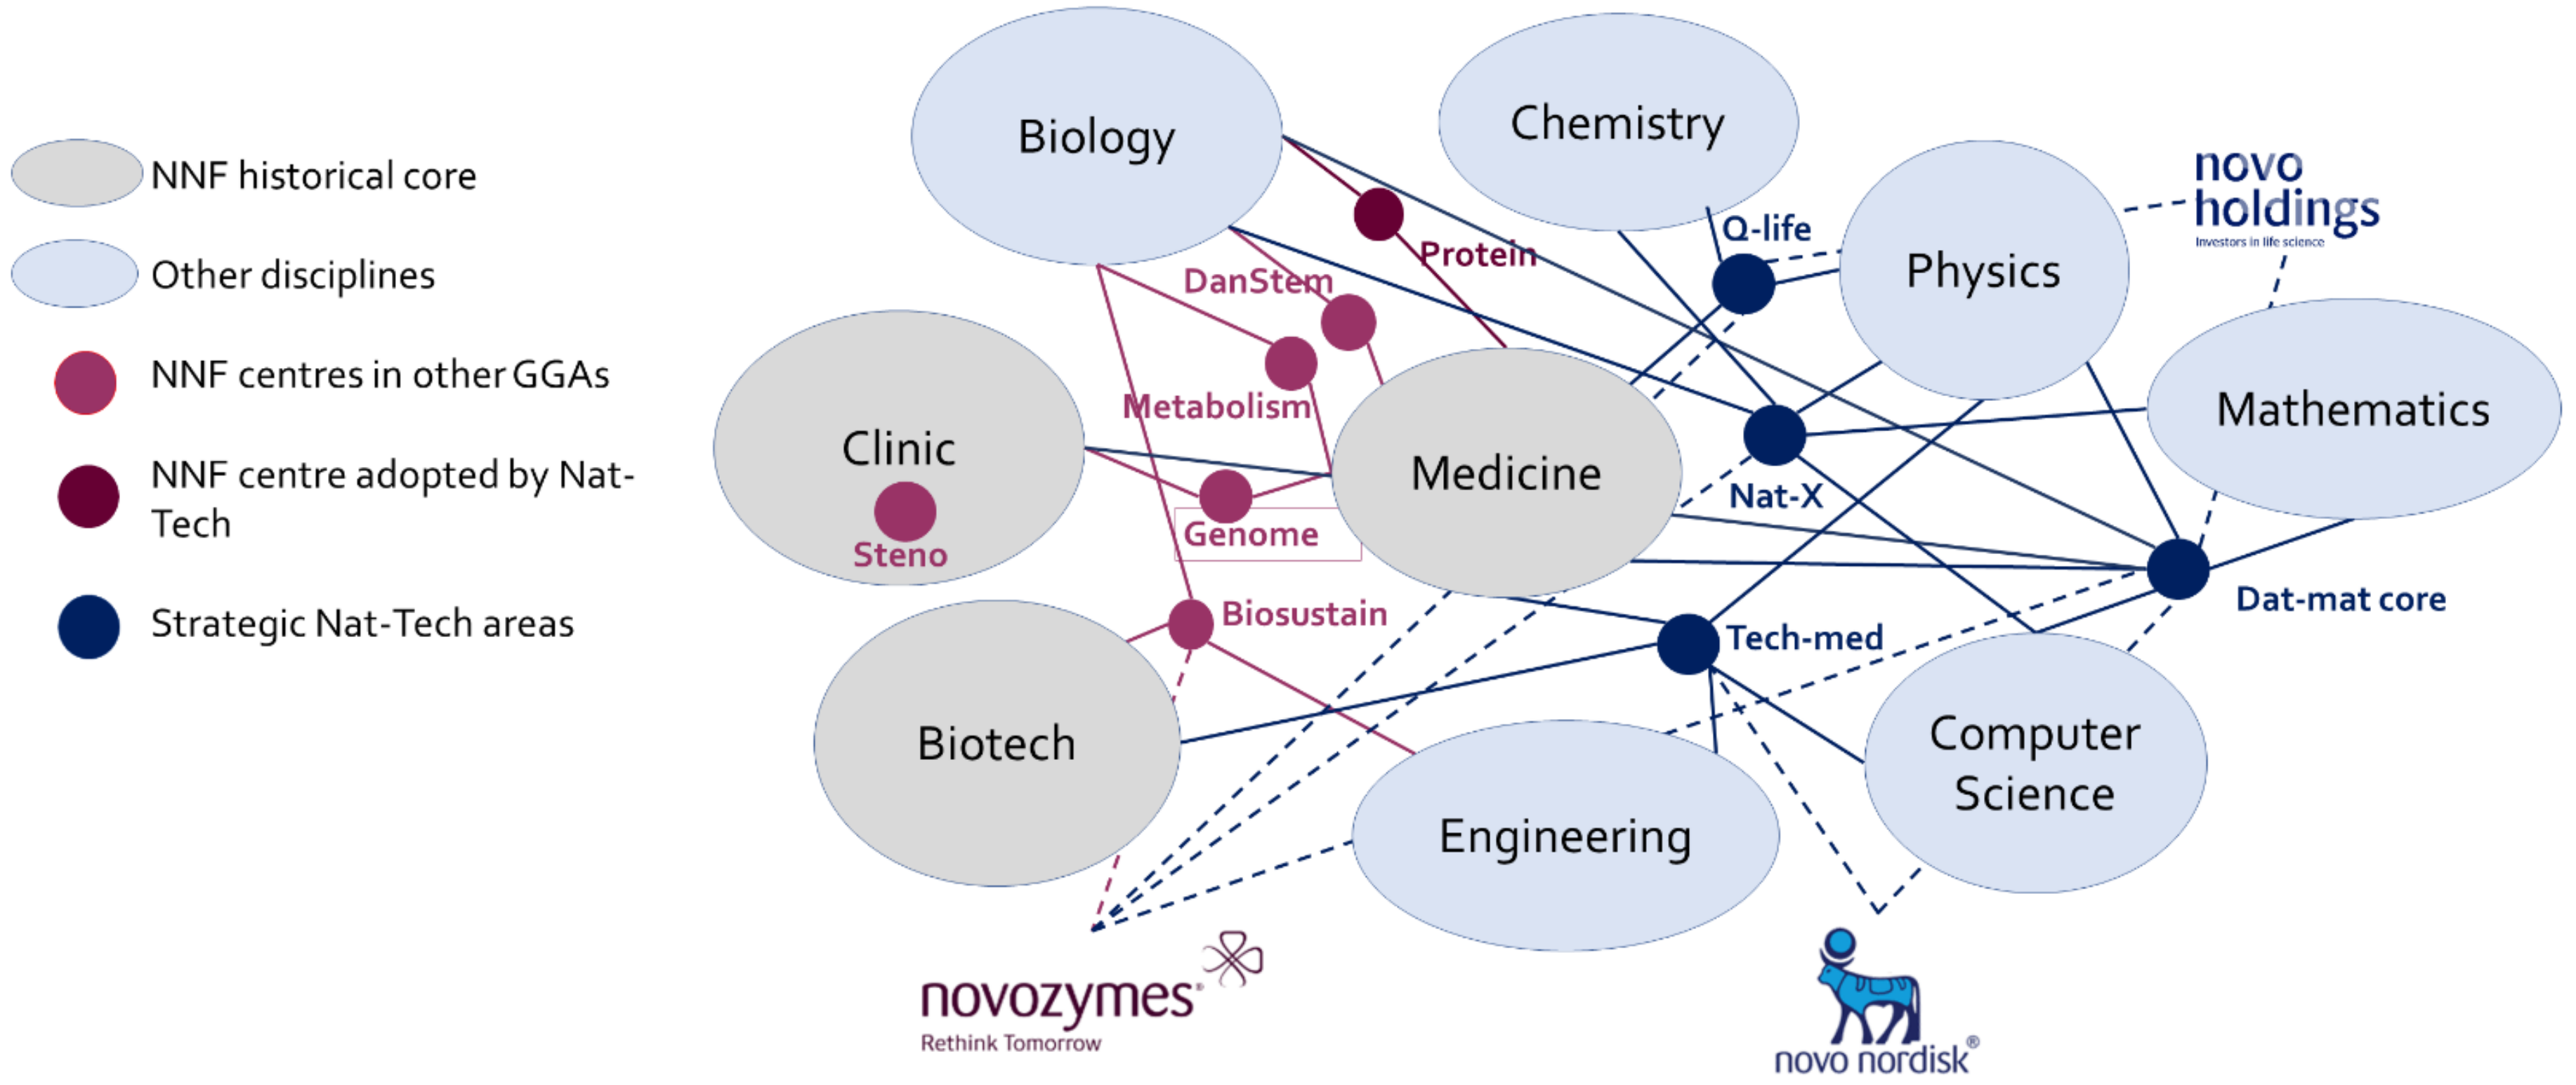 NNF historical core
Other disciplines
NNF centres in other GGAs
NNF centre adopted by Nat-
Tech
Strategic Nat-Tech areas
Biology
Chemistry
Physics
novo
holdings
Investors in life science
Q-life
Protein
DanStem
Metabolism
Clinic
Steno
Genome
Medicine
Nat-X
Mathematics
Biosustain
Tech-med
Dat-mat core
Biotech
Engineering
Computer
Science
novozymes®
Rethink Tomorrow
novo nordisk®